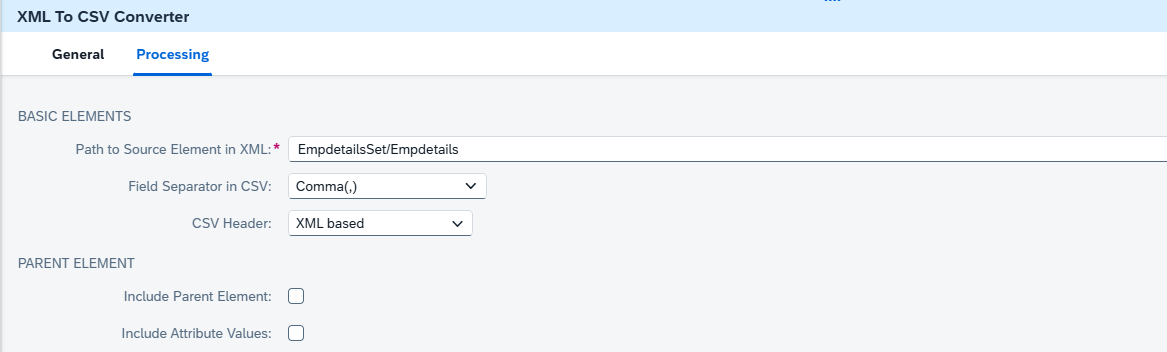 XML To CSV Converter
General Processing
BASIC ELEMENTS
Path to Source Element in XML:* EmpdetailsSet/Empdetails
Field Separator in CSV: Comma(,)
CSV Header: XML based
PARENT ELEMENT
Include Parent Element:
Include Attribute Values: